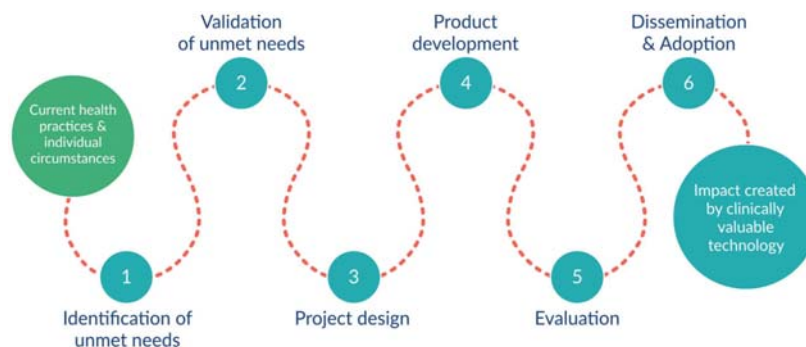 Current health
practices &
individual
circumstances
1
Identification of
unmet needs
Validation
of unmet needs
2
3
Project design
Product
development
4
5
Evaluation
Dissemination
& Adoption
6
Impact created
by clinically
valuable
technology